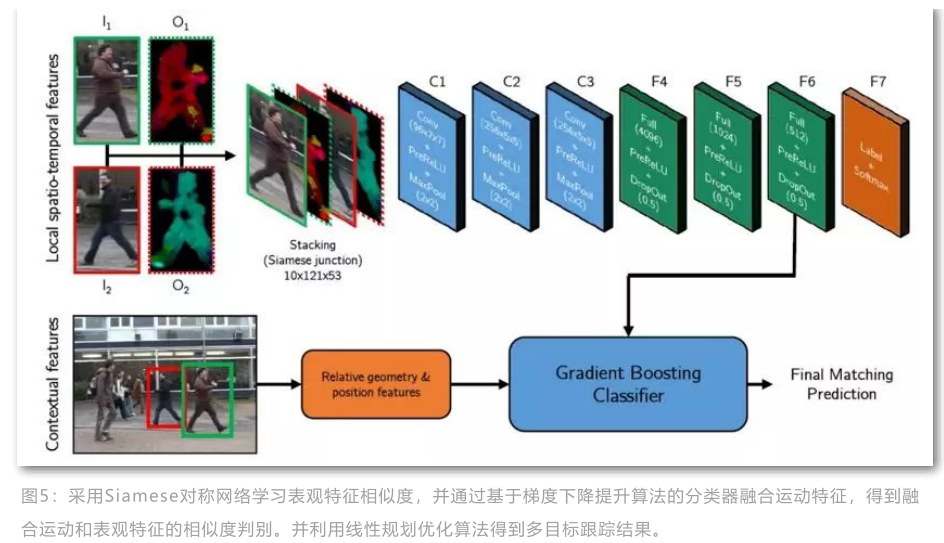 Local spatio-temporal features
I1
O1
I2
O2
Stacking
(Siamese junction)
10x121x53
C1
C2
C3
F4
F5
F6
F7
Conv
(96x7x7)
+
PreReLU
+
MaxPool
(2x2)
Conv
(256x5x5)
+
PreReLU
+
MaxPool
(2x2)
Conv
(256x5x5)
+
PreReLU
+
MaxPool
(2x2)
Full
(4096)
+
PreReLU
+
DropOut
(0.5)
Full
(1024)
+
PreReLU
+
DropOut
(0.5)
Full
(512)
+
PreReLU
+
DropOut
(0.5)
Label
+
Softmax
Contextual features
Relative geometry &
position features
Gradient Boosting
Classifier
Final Matching
Prediction
图5：采用Siamese对称网络学习表观特征相似度，并通过基于梯度下降提升算法的分类器融合运动特征，得到融
合运动和表观特征的相似度判别。并利用线性规划优化算法得到多目标跟踪结果。